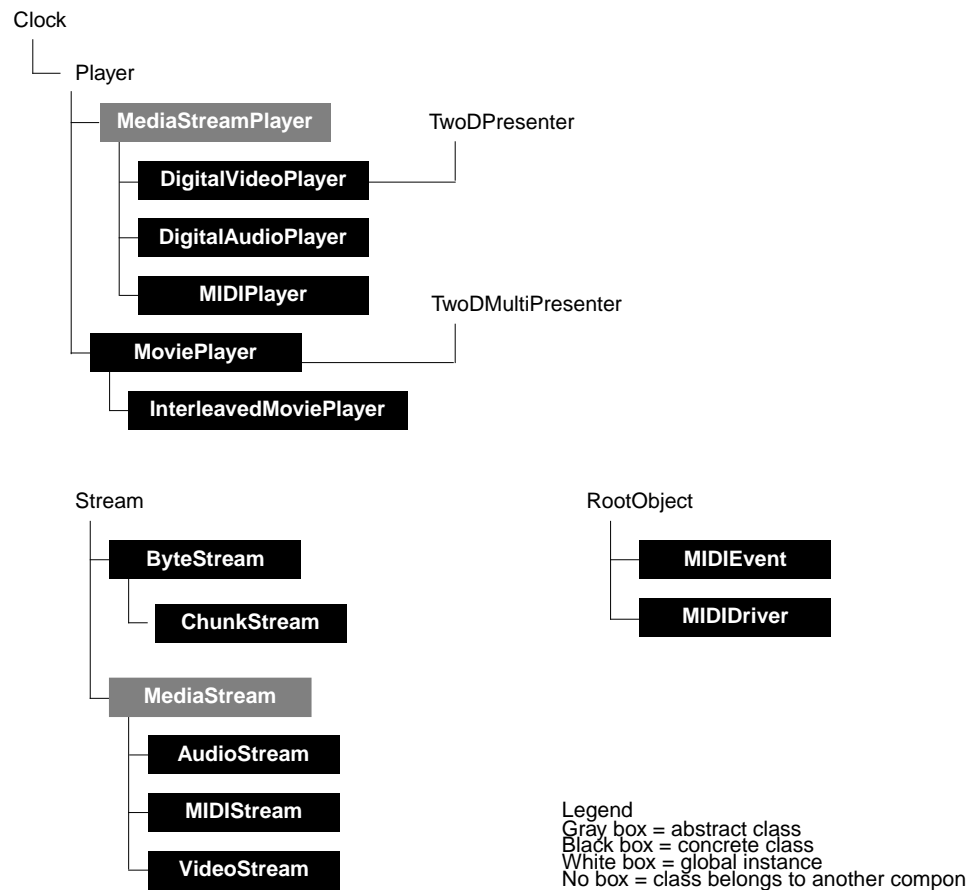 Clock
Player
MediaStreamPlayer
TwoDPresenter
DigitalVideoPlayer
DigitalAudioPlayer
MIDIPlayer
TwoDMultiPresenter
MoviePlayer
InterleavedMoviePlayer
Stream
RootObject
ByteStream
MIDIEvent
ChunkStream
MIDIDriver
MediaStream
AudioStream
MIDIStream
VideoStream
Legend
Gray box = abstract class
Black box = concrete class
White box = global instance
No box = class belongs to another compon